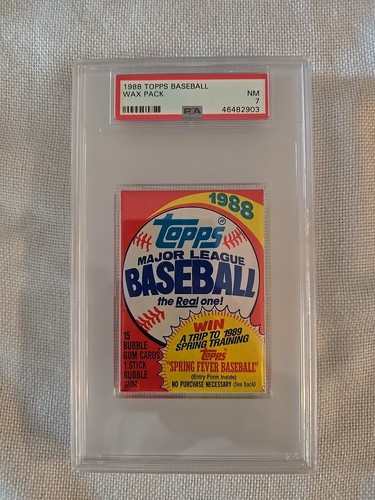 1988 TOPPS BASEBALL
WAX PACK
NM
7
PSA
46482903
1988
Topps®
MAJOR LEAGUE
BASEBALL
the Real one!
WIN
A TRIP TO 1989
SPRING TRAINING
Topps
"SPRING FEVER BASEBALL"
(Entry Form Inside)
NO PURCHASE NECESSARY (See back)
15
BUBBLE
GUM CARDS
1 STICK
BUBBLE
GUM